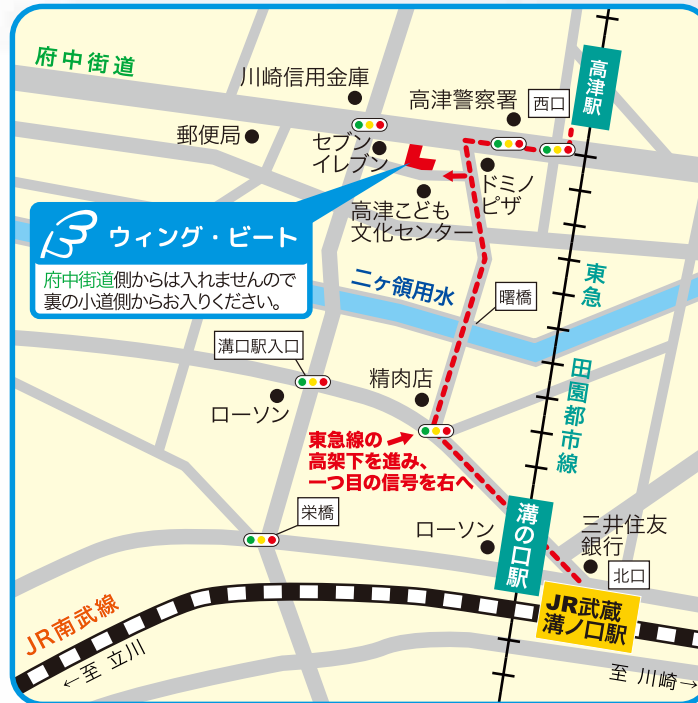 府中街道
川崎信用金庫
高津警察署
西口
高津駅
郵便局
セブン
イレブン
ドミノ
ピザ
高津こども
文化センター
ウィング・ビート
府中街道側からは入れませんので
裏の小道側からお入りください。
二ヶ領用水
曙橋
東急
田園都市線
溝口駅入口
ローソン
精肉店
東急線の
高架下を進み、
一つ目の信号を右へ
栄橋
ローソン
溝の口駅
三井住友
銀行
北口
JR武蔵
溝ノ口駅
JR南武線
←至 立川
至 川崎→